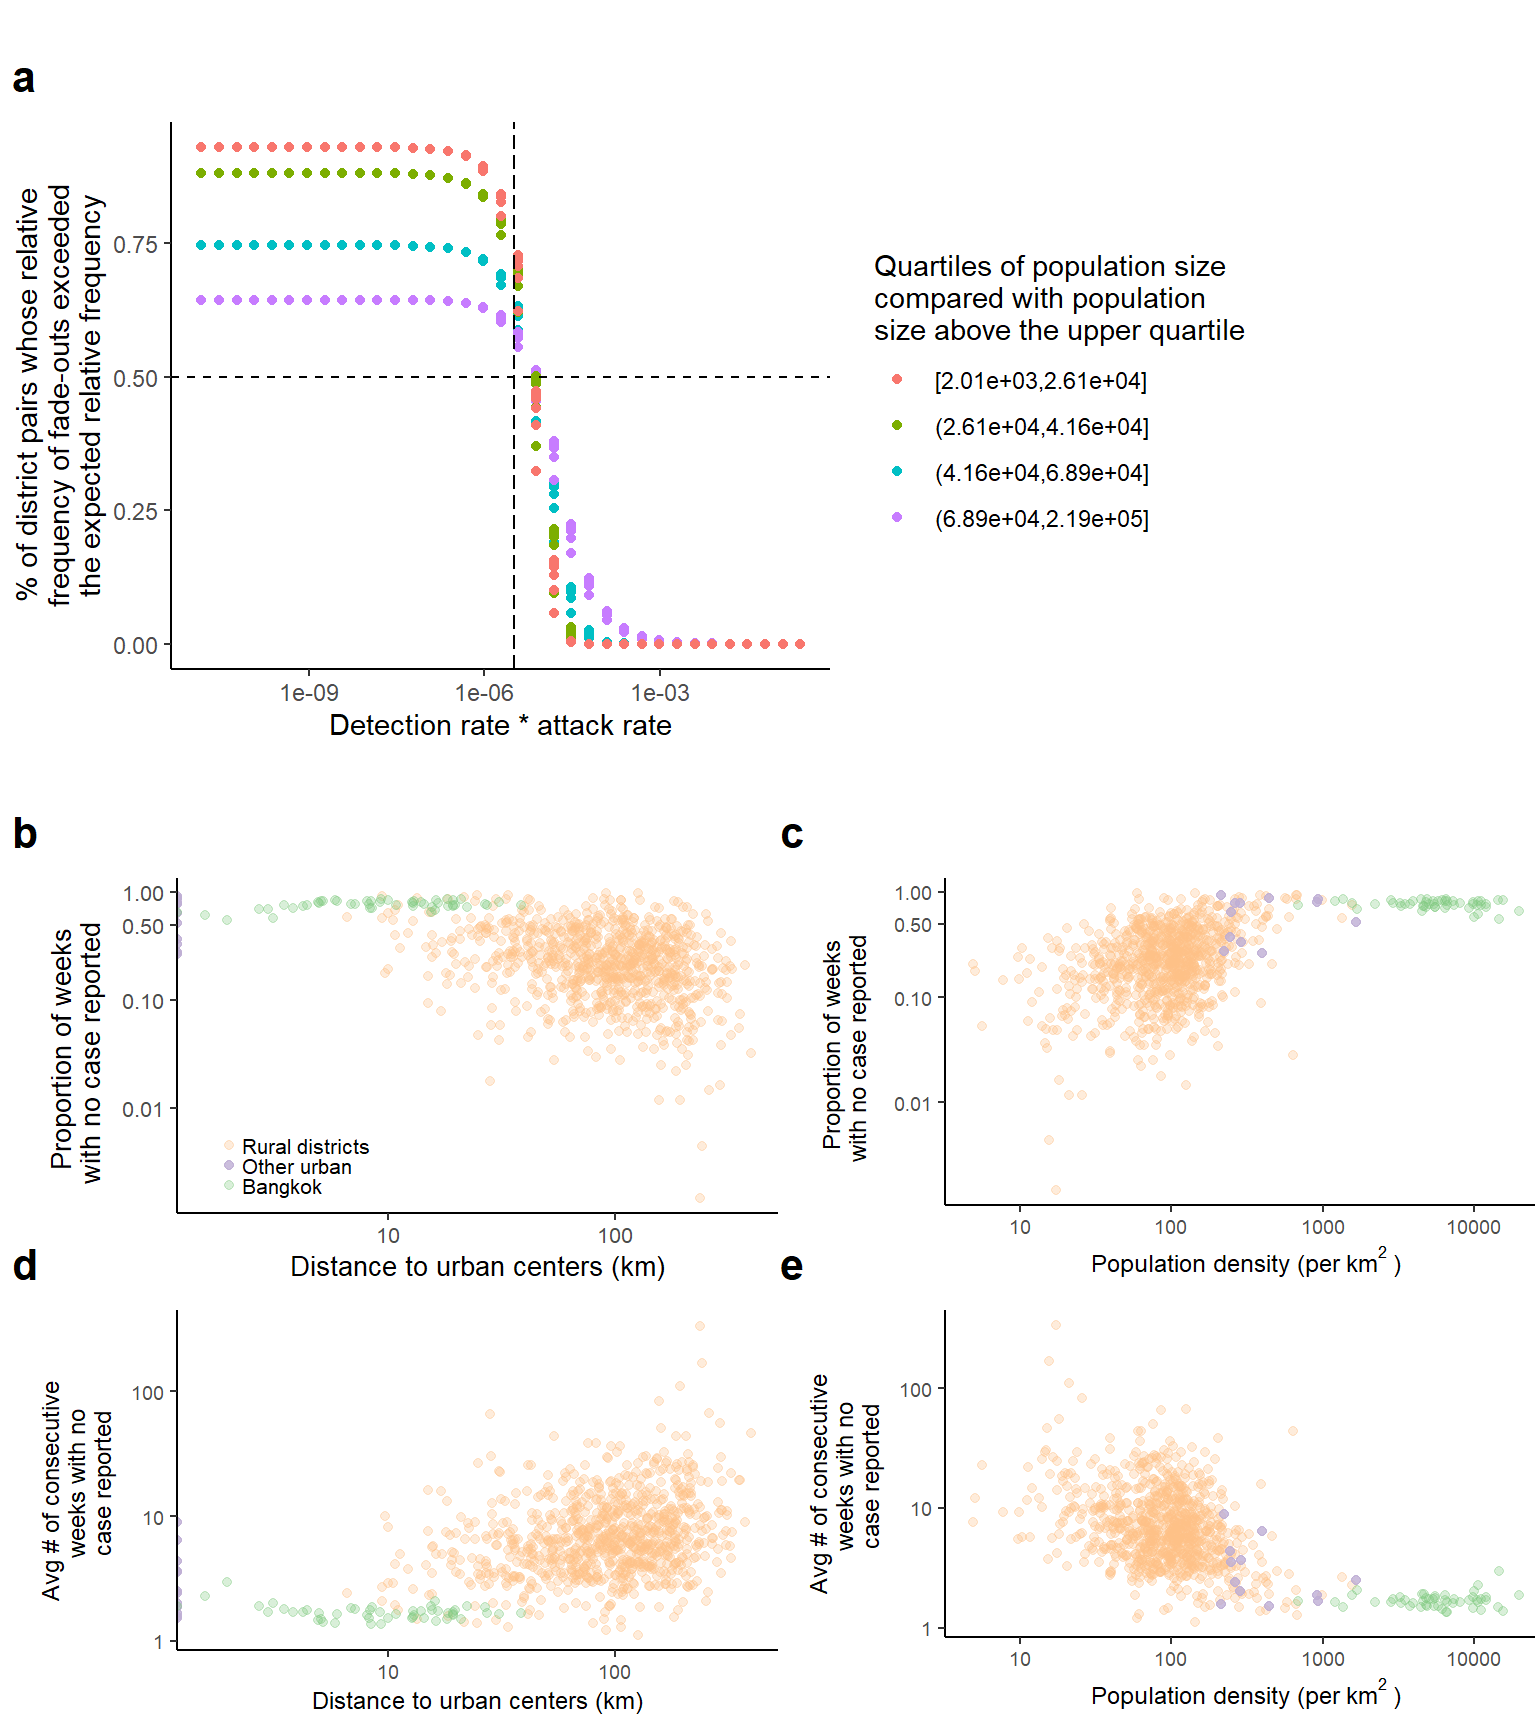 a
% of district pairs whose relative
frequency of fade-outs exceeded
the expected relative frequency
0.75
0.50
0.25
0.00
1e-09
1e-06
1e-03
Detection rate * attack rate
Quartiles of population size
compared with population
size above the upper quartile
[2.01e+03,2.61e+04]
(2.61e+04,4.16e+04]
(4.16e+04,6.89e+04]
(6.89e+04,2.19e+05]
b
Proportion of weeks
with no case reported
1.00
0.50
0.10
0.01
Rural districts
Other urban
Bangkok
10
100
Distance to urban centers (km)
c
Proportion of weeks
with no case reported
1.00
0.50
0.10
0.01
10
100
1000
10000
Population density (per km2 )
d
Avg # of consecutive
weeks with no
case reported
100
10
1
10
100
Distance to urban centers (km)
e
Avg # of consecutive
weeks with no
case reported
100
10
1
10
100
1000
10000
Population density (per km2 )